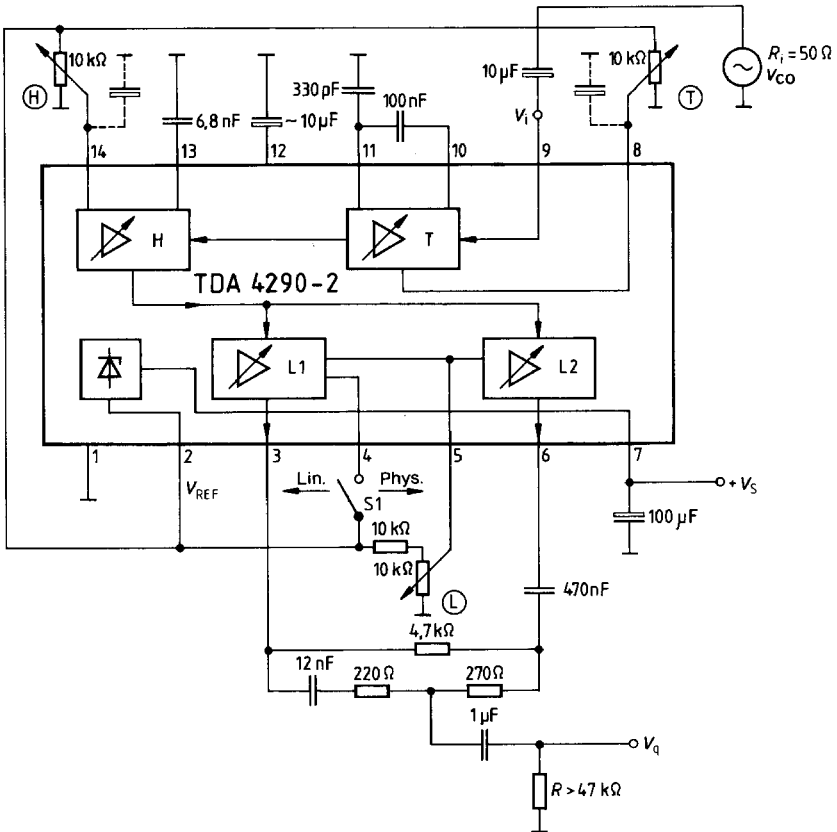 10 kΩ
H
6,8 nF
~10 µF
330 pF
100 nF
10 µF
Vi
10 kΩ
T
Ri = 50 Ω
VCO
14
13
12
11
10
9
8
H
T
TDA 4290-2
L1
L2
1
2
3
4
5
6
7
VREF
Lin.
Phys.
S1
+ VS
100 µF
10 kΩ
10 kΩ
L
470 nF
4,7 kΩ
12 nF
220 Ω
270 Ω
1 µF
Vq
R > 47 kΩ